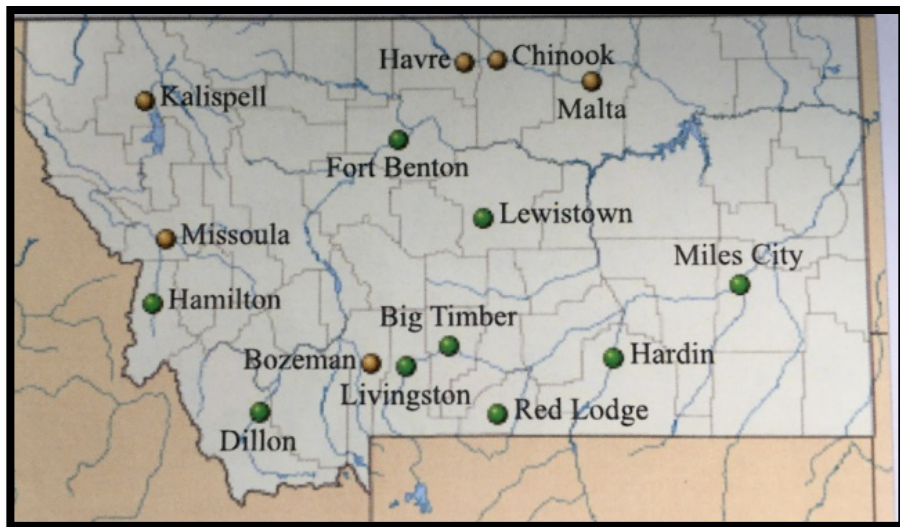 Havre
Chinook
Kalispell
Malta
Fort Benton
Lewistown
Missoula
Miles City
Hamilton
Big Timber
Bozeman
Hardin
Livingston
Red Lodge
Dillon